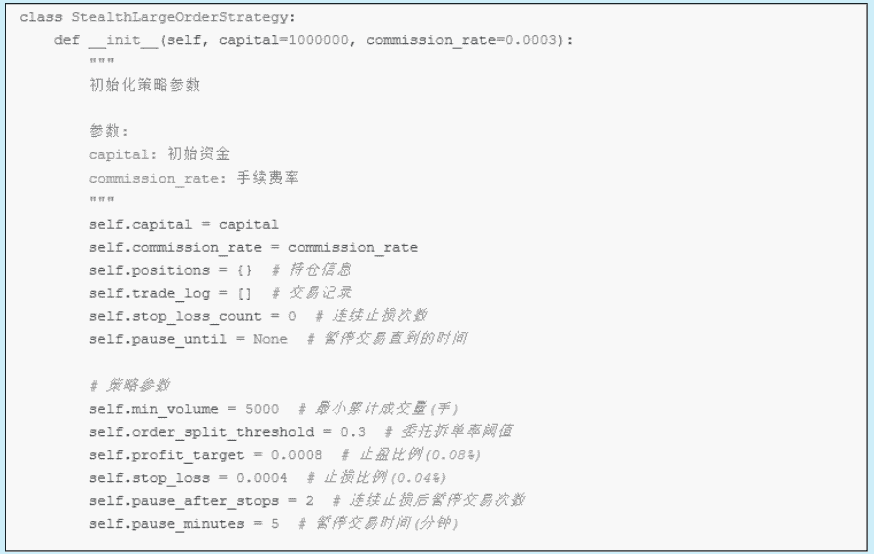 class StealthLargeOrderStrategy:
    def __init__(self, capital=1000000, commission_rate=0.0003):
        """
        初始化策略参数

        参数:
        capital: 初始资金
        commission_rate: 手续费率
        """
        self.capital = capital
        self.commission_rate = commission_rate
        self.positions = {}  # 持仓信息
        self.trade_log = []  # 交易记录
        self.stop_loss_count = 0  # 连续止损次数
        self.pause_until = None  # 暂停交易直到的时间

        # 策略参数
        self.min_volume = 5000  # 最小累计成交量(手)
        self.order_split_threshold = 0.3  # 委托拆单率阈值
        self.profit_target = 0.0008  # 止盈比例(0.08%)
        self.stop_loss = 0.0004  # 止损比例(0.04%)
        self.pause_after_stops = 2  # 连续止损后暂停交易次数
        self.pause_minutes = 5  # 暂停交易时间(分钟)